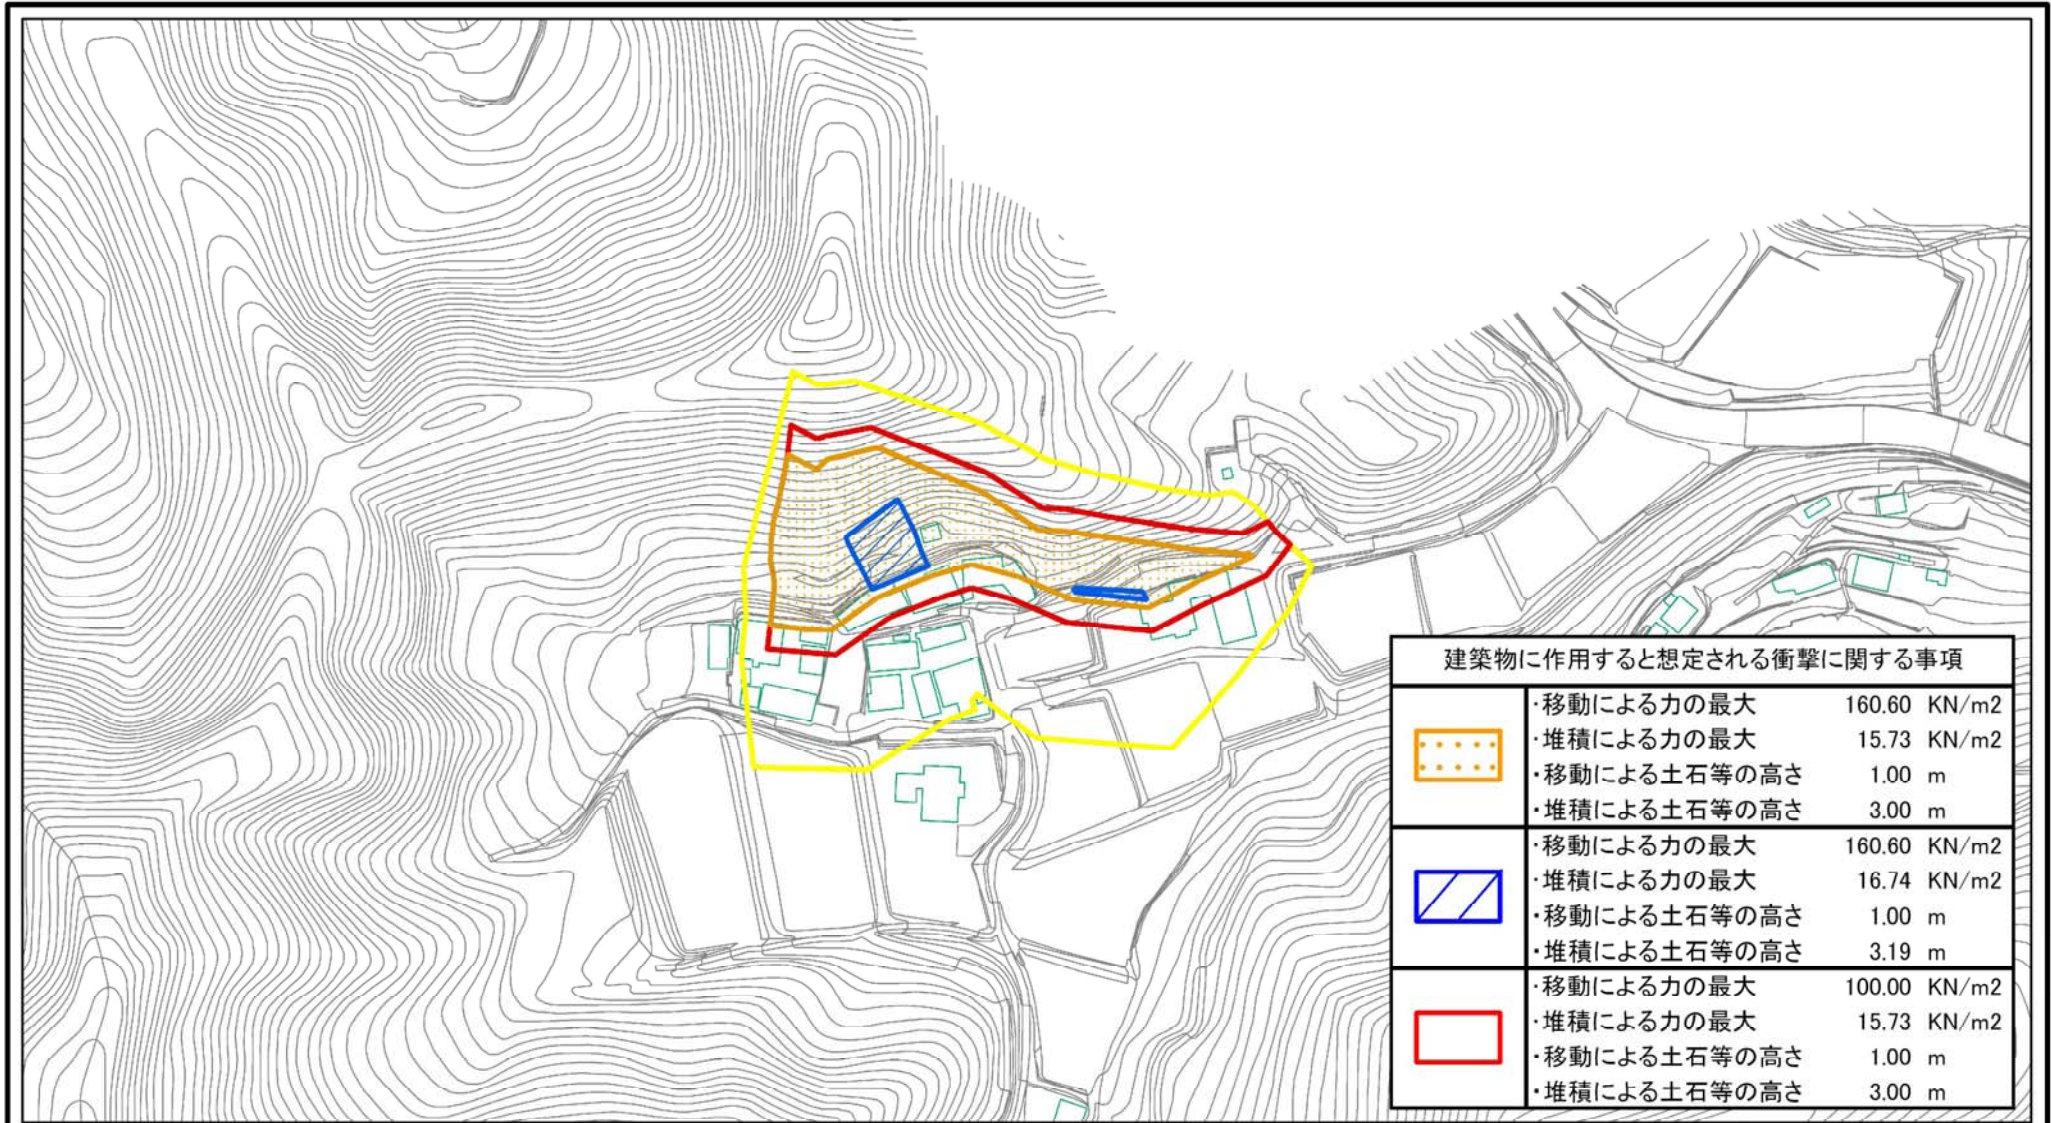 建築物に作用すると想定される衝撃に関する事項
・移動による力の最大 160.60 KN/m2
・堆積による力の最大 15.73 KN/m2
・移動による土石等の高さ 1.00 m
・堆積による土石等の高さ 3.00 m
・移動による力の最大 160.60 KN/m2
・堆積による力の最大 16.74 KN/m2
・移動による土石等の高さ 1.00 m
・堆積による土石等の高さ 3.19 m
・移動による力の最大 100.00 KN/m2
・堆積による力の最大 15.73 KN/m2
・移動による土石等の高さ 1.00 m
・堆積による土石等の高さ 3.00 m